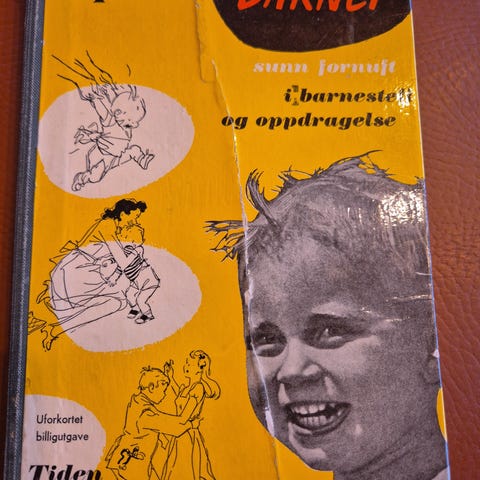 BARNET
sunn fornuft
i barnestell
og oppdragelse
Uforkortet
billigutgave
Tiden